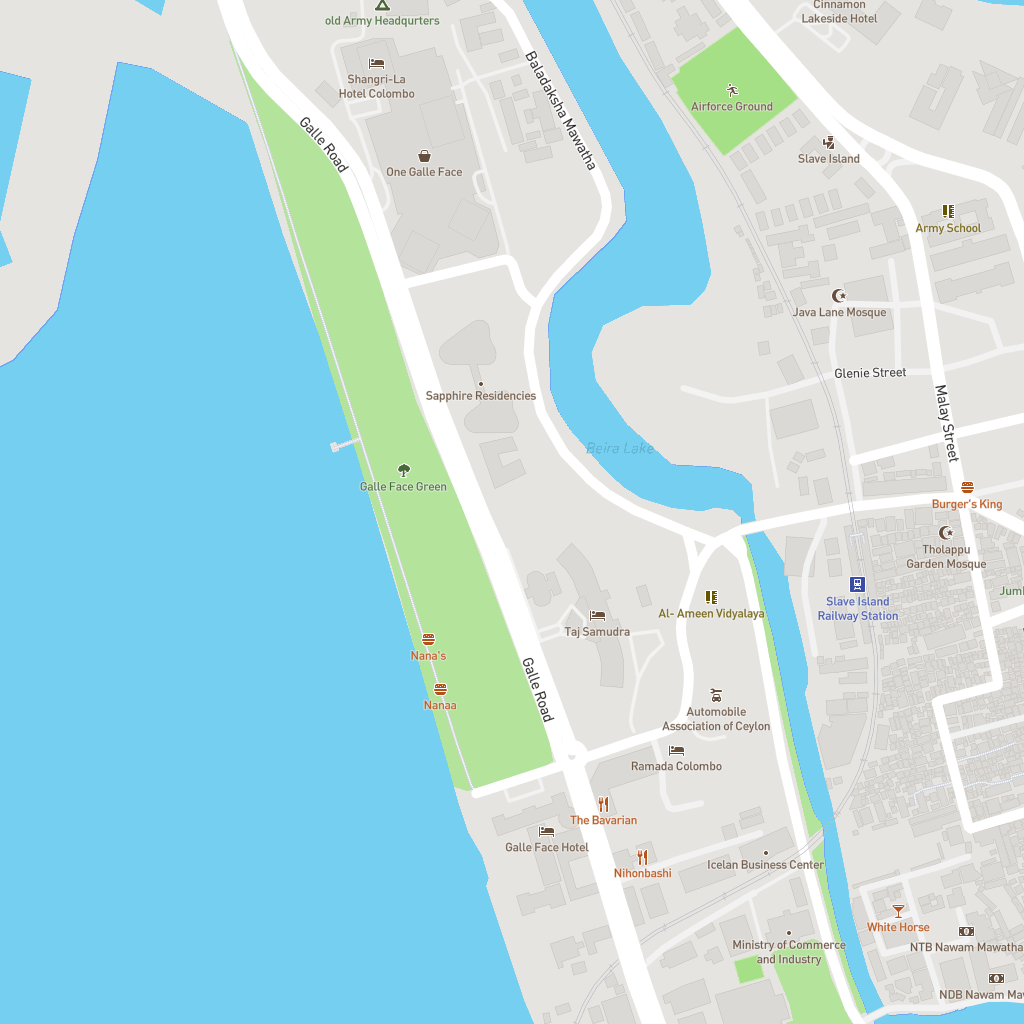 Cinnamon
Lakeside Hotel
old Army Headqurters
Shangri-La
Hotel Colombo
Baladaksha Mawatha
Airforce Ground
Galle Road
One Galle Face
Slave Island
Army School
Java Lane Mosque
Glenie Street
Sapphire Residencies
Malay Street
Beira Lake
Galle Face Green
Burger's King
Tholappu
Garden Mosque
Slave Island
Railway Station
Al- Ameen Vidyalaya
Taj Samudra
Nana's
Galle Road
Nanaa
Automobile
Association of Ceylon
Ramada Colombo
The Bavarian
Galle Face Hotel
Nihonbashi
Icelan Business Center
White Horse
Ministry of Commerce
and Industry
NTB Nawam Mawatha
NDB Nawam